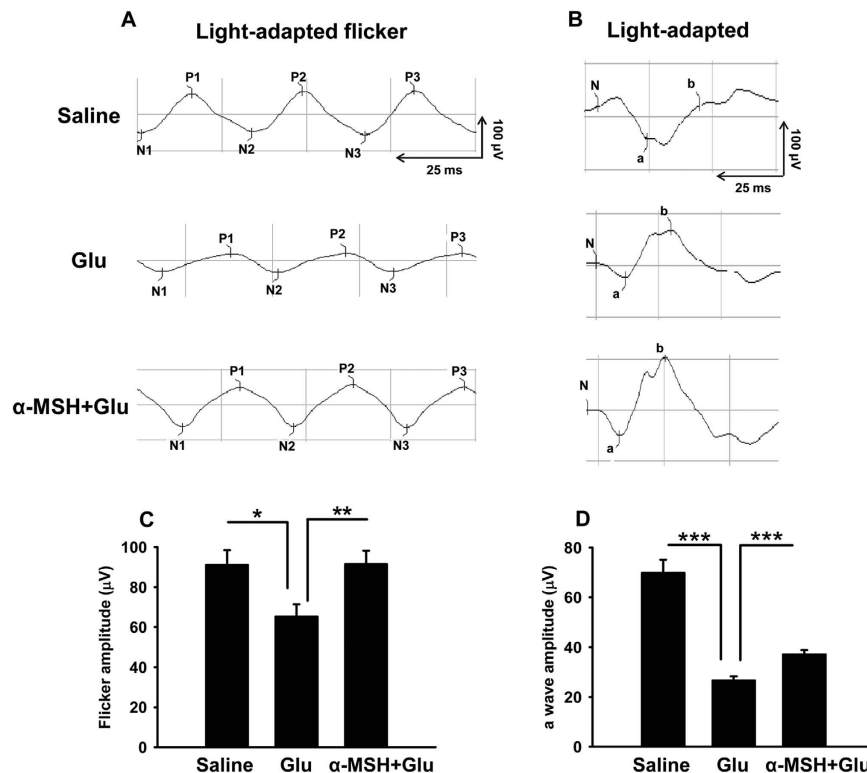 A
Light-adapted flicker
Saline
P1
P2
P3
N1
N2
N3
100 µV
25 ms
Glu
P1
P2
P3
N1
N2
N3
α-MSH+Glu
P1
P2
P3
N1
N2
N3
B
Light-adapted
N
b
a
100 µV
25 ms
N
b
a
N
b
a
C
* **
Flicker amplitude (µV)
100
80
60
40
20
0
Saline Glu α-MSH+Glu
D
*** ***
a wave amplitude (µV)
80
60
40
20
0
Saline Glu α-MSH+Glu